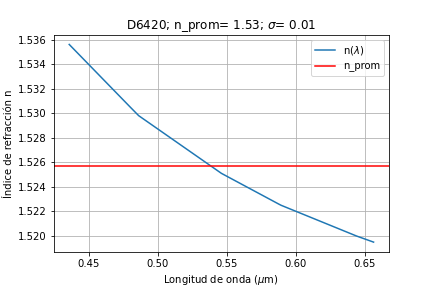 D6420; n_prom= 1.53; σ= 0.01
n(λ)
n_prom
Índice de refracción n
1.536
1.534
1.532
1.530
1.528
1.526
1.524
1.522
1.520
0.45 0.50 0.55 0.60 0.65
Longitud de onda (μm)